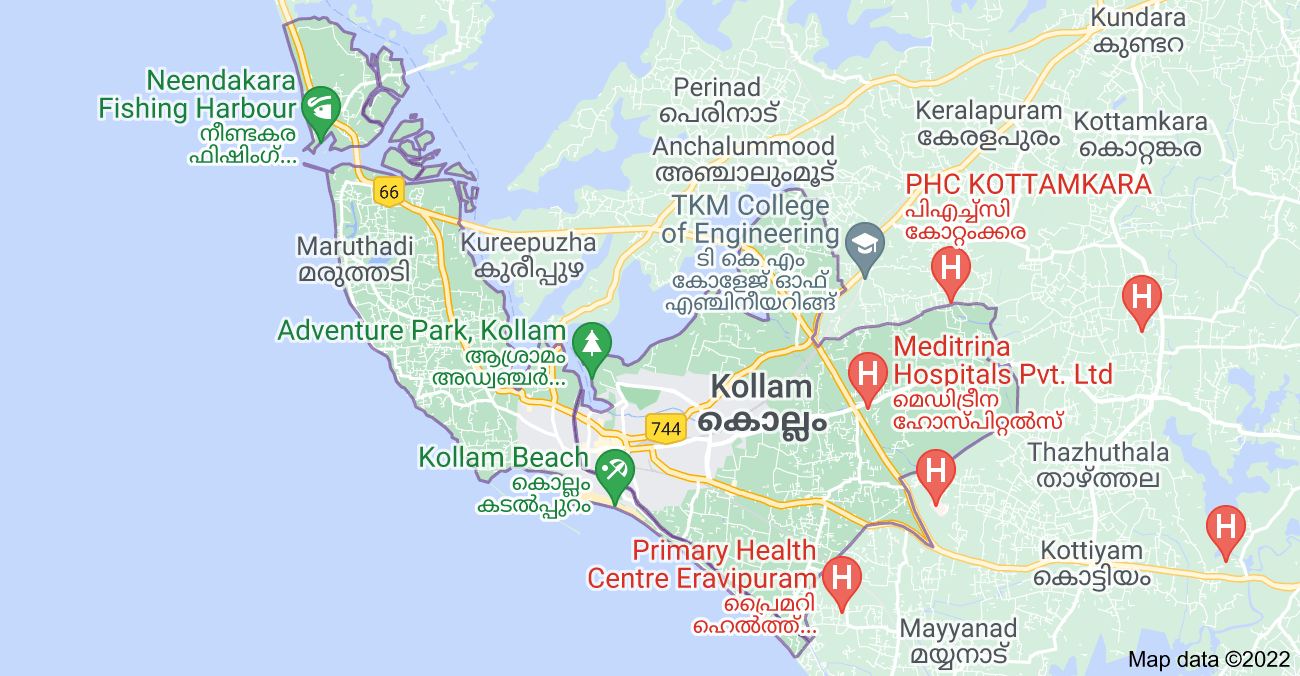 Kundara
കുണ്ടറ
Neendakara
Fishing Harbour
നീണ്ടകര
ഫിഷിംഗ്...
Perinad
പെരിനാട്
Keralapuram
കേരളപുരം
Kottamkara
കൊറ്റങ്കര
Anchalummood
അഞ്ചാലുംമൂട്
66
PHC KOTTAMKARA
പിഎച്ച്സി
കോറ്റംക്കര
TKM College
of Engineering
ടി കെ എം
കോളേജ് ഓഫ്
എഞ്ചിനീയറിങ്ങ്
Maruthadi
മരുത്തടി
Kureepuzha
കുരീപ്പുഴ
H
H
Adventure Park, Kollam
ആശ്രാമം
അഡ്വഞ്ചർ...
Meditrina
Hospitals Pvt. Ltd
മെഡിട്രീന
ഹോസ്പിറ്റൽസ്
H
Kollam
കൊല്ലം
744
Kollam Beach
കൊല്ലം
കടൽപ്പുറം
Thazhuthala
താഴ്ത്തല
H
H
Primary Health
Centre Eravipuram
പ്രൈമറി
ഹെൽത്ത്...
H
Kottiyam
കൊട്ടിയം
Mayyanad
മയ്യനാട്
Map data ©2022